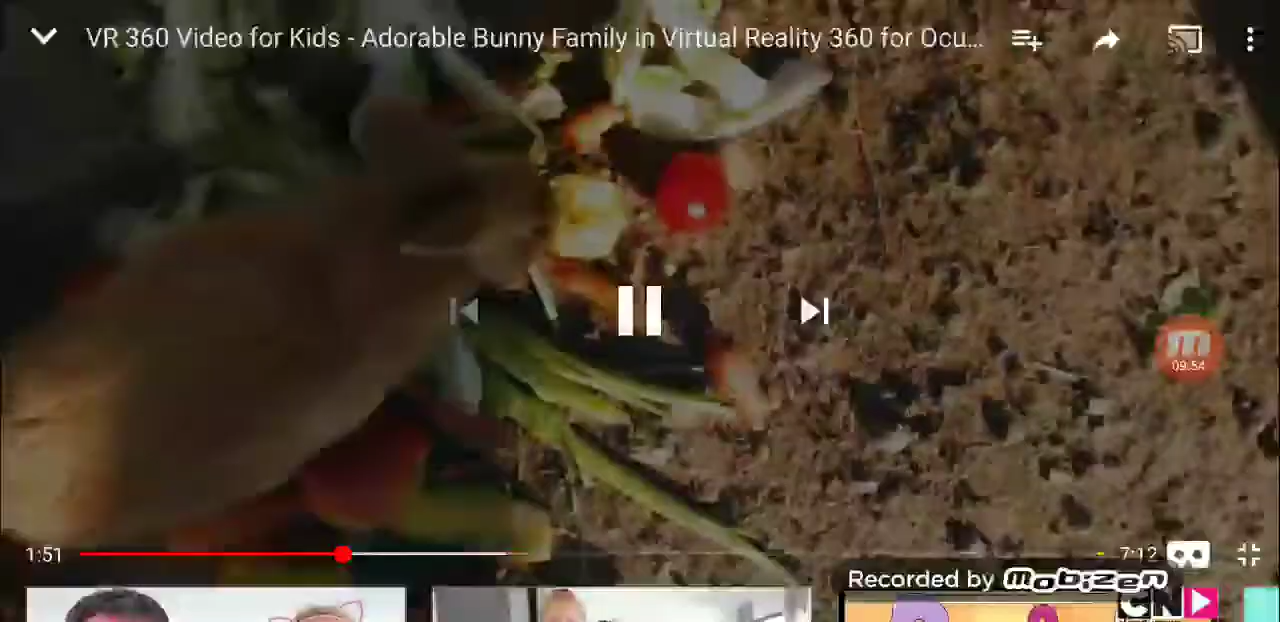 VR 360 Video for Kids - Adorable Bunny Family in Virtual Reality 360 for Ocu...
m
09:54
1:51
7:12
Recorded by mobizen
CN